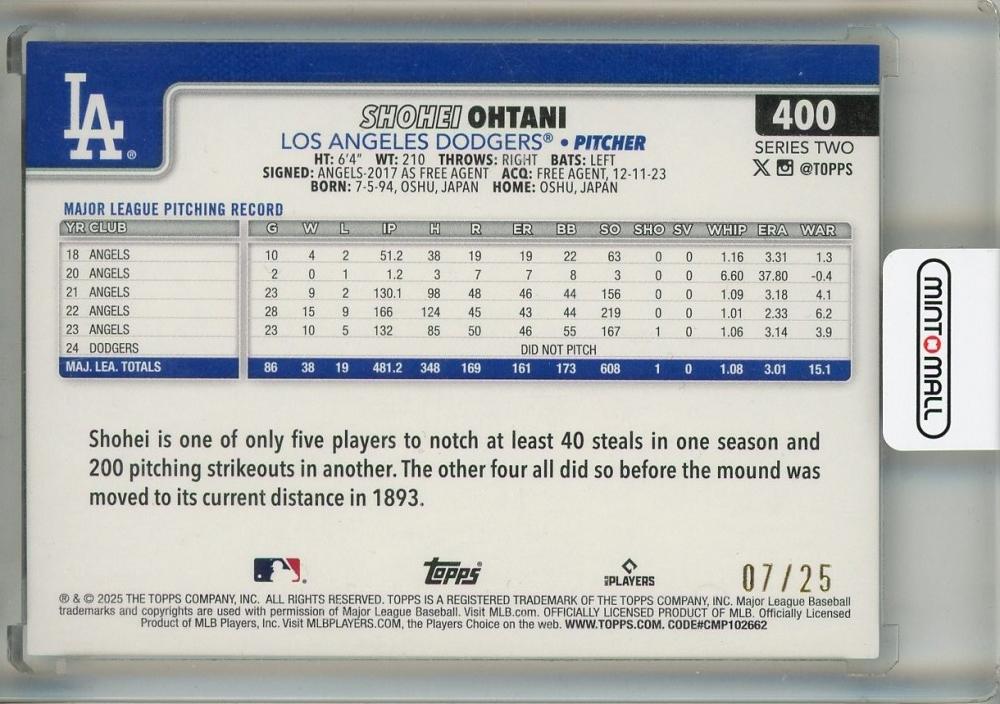 LA®
SHOHEI OHTANI
LOS ANGELES DODGERS® • PITCHER
HT: 6'4" WT: 210 THROWS: RIGHT BATS: LEFT
SIGNED: ANGELS-2017 AS FREE AGENT ACQ: FREE AGENT, 12-11-23
BORN: 7-5-94, OSHU, JAPAN HOME: OSHU, JAPAN
400
SERIES TWO
X @TOPPS
MAJOR LEAGUE PITCHING RECORD
YR CLUB G W L IP H R ER BB SO SHO SV WHIP ERA WAR
18 ANGELS 10 4 2 51.2 38 19 19 22 63 0 0 1.16 3.31 1.3
20 ANGELS 2 0 1 1.2 3 7 7 8 3 0 0 6.60 37.80 -0.4
21 ANGELS 23 9 2 130.1 98 48 46 44 156 0 0 1.09 3.18 4.1
22 ANGELS 28 15 9 166 124 45 43 44 219 0 0 1.01 2.33 6.2
23 ANGELS 23 10 5 132 85 50 46 55 167 1 0 1.06 3.14 3.9
24 DODGERS DID NOT PITCH
MAJ. LEA. TOTALS 86 38 19 481.2 348 169 161 173 608 1 0 1.08 3.01 15.1
MINTOMALL
Shohei is one of only five players to notch at least 40 steals in one season and
200 pitching strikeouts in another. The other four all did so before the mound was
moved to its current distance in 1893.
topps
MLB PLAYERS
07/25
® & © 2025 THE TOPPS COMPANY, INC. ALL RIGHTS RESERVED. TOPPS IS A REGISTERED TRADEMARK OF THE TOPPS COMPANY, INC. Major League Baseball
trademarks and copyrights are used with permission of Major League Baseball. Visit MLB.com. OFFICIALLY LICENSED PRODUCT OF MLB. Officially Licensed
Product of MLB Players, Inc. Visit MLBPLAYERS.COM, the Players Choice on the web. WWW.TOPPS.COM. CODE#CMP102662